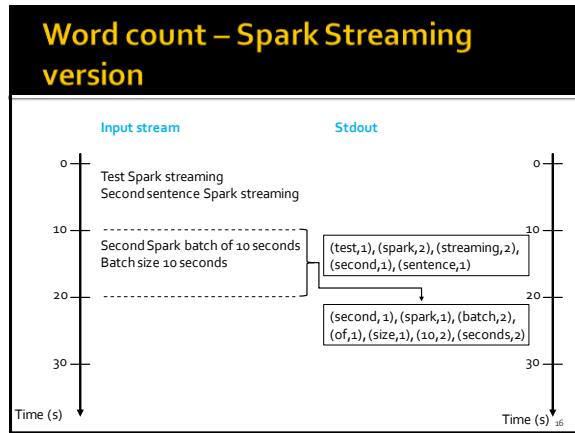 Word count – Spark Streaming
version
Input stream
Stdout
0
0
Test Spark streaming
Second sentence Spark streaming
10
10
Second Spark batch of 10 seconds
Batch size 10 seconds
(test,1), (spark,2), (streaming,2),
(second,1), (sentence,1)
20
20
(second, 1), (spark,1), (batch,2),
(of,1), (size,1), (10,2), (seconds,2)
30
30
Time (s)
Time (s)
16